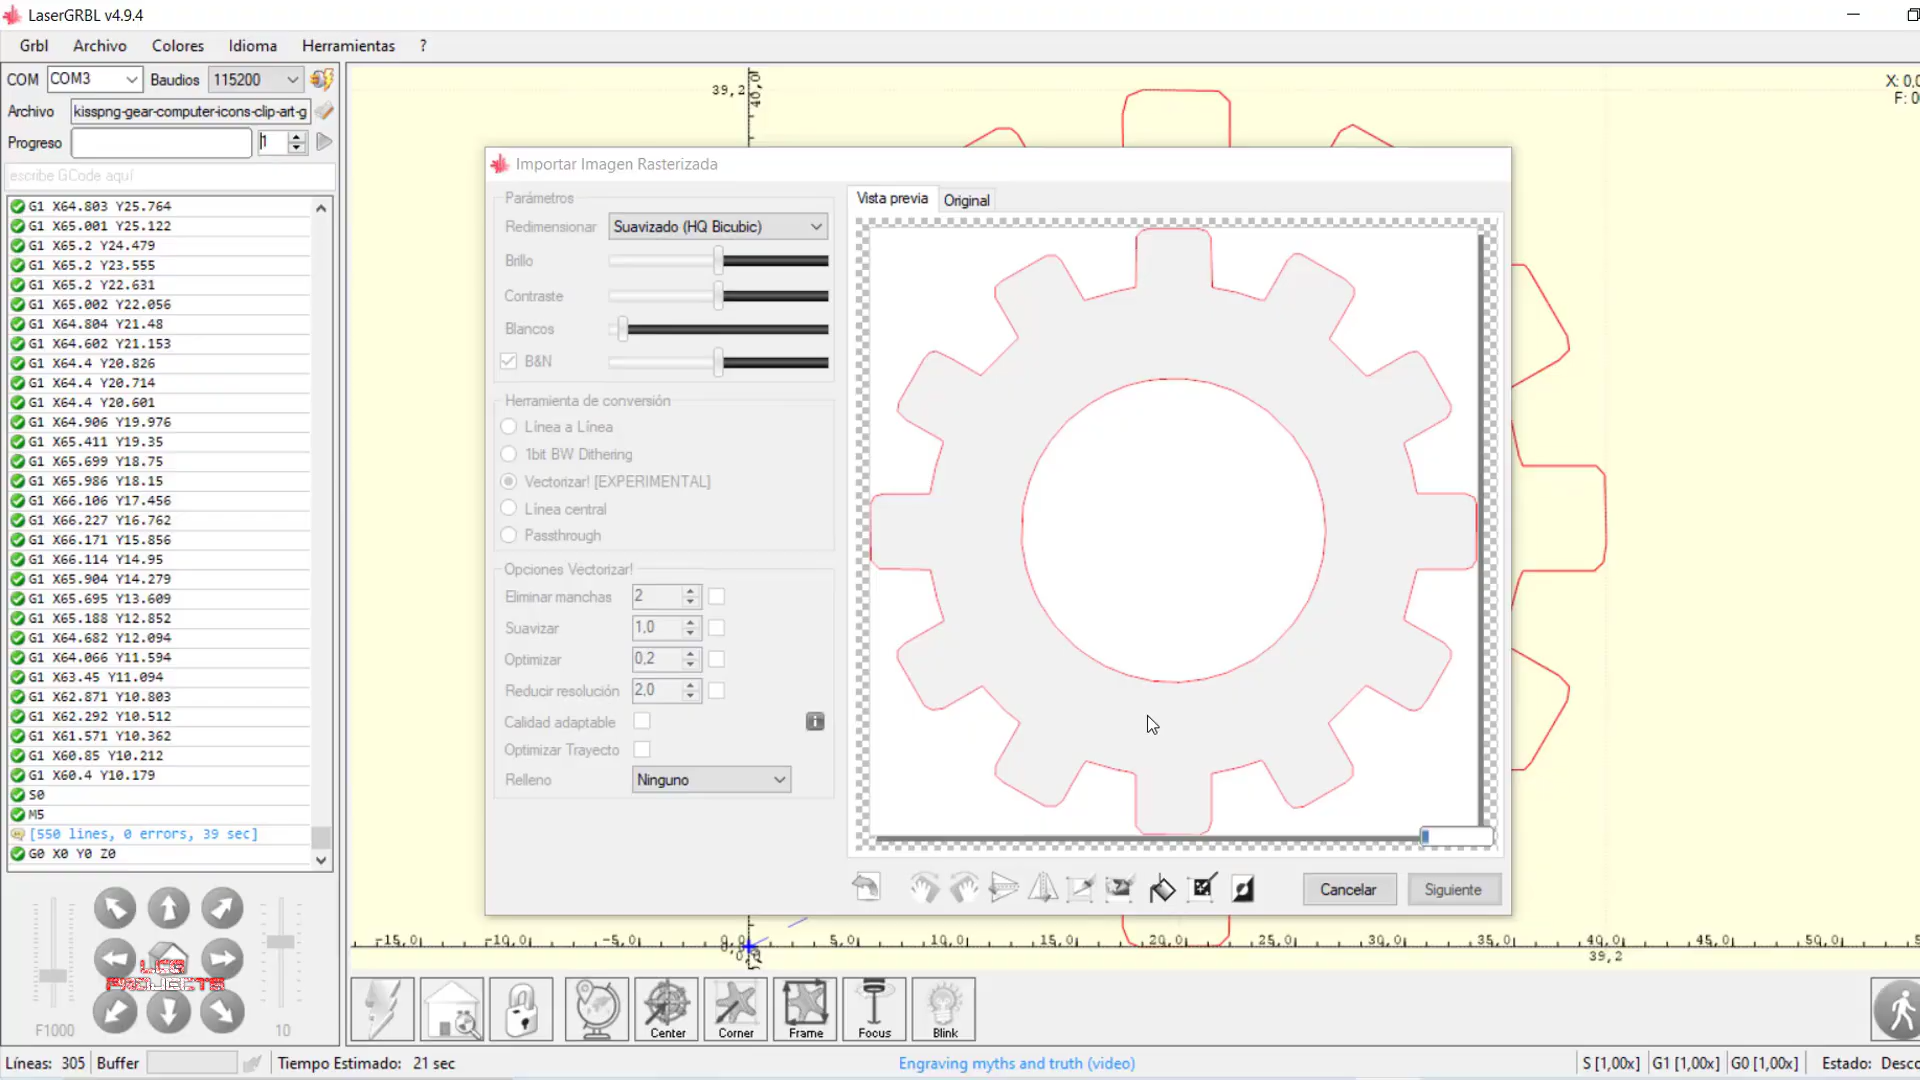 LaserGRBL v4.9.4
Grbl Archivo Colores Idioma Herramientas ?
COM COM3 Baudios 115200
Archivo kisspng-gear-computer-icons-clip-art-g
Progreso 1
escribe GCode aquí
G1 X64.803 Y25.764
G1 X65.001 Y25.122
G1 X65.2 Y24.479
G1 X65.2 Y23.555
G1 X65.2 Y22.631
G1 X65.002 Y22.056
G1 X64.804 Y21.48
G1 X64.602 Y21.153
G1 X64.4 Y20.826
G1 X64.4 Y20.714
G1 X64.4 Y20.601
G1 X64.906 Y19.976
G1 X65.411 Y19.35
G1 X65.699 Y18.75
G1 X65.986 Y18.15
G1 X66.106 Y17.456
G1 X66.227 Y16.762
G1 X66.171 Y15.856
G1 X66.114 Y14.95
G1 X65.904 Y14.279
G1 X65.695 Y13.609
G1 X65.188 Y12.852
G1 X64.682 Y12.094
G1 X64.066 Y11.594
G1 X63.45 Y11.094
G1 X62.871 Y10.803
G1 X62.292 Y10.512
G1 X61.571 Y10.362
G1 X60.85 Y10.212
G1 X60.4 Y10.179
S0
M5
[550 lines, 0 errors, 39 sec]
G0 X0 Y0 Z0
LGG
PROJECTS
F1000 10
39,2 40,0
X: 0,0
F: 0
Importar Imagen Rasterizada
Parámetros
Redimensionar Suavizado (HQ Bicubic)
Brillo
Contraste
Blancos
B&N
Herramienta de conversión
Línea a Línea
1bit BW Dithering
Vectorizar! [EXPERIMENTAL]
Línea central
Passthrough
Opciones Vectorizar!
Eliminar manchas 2
Suavizar 1,0
Optimizar 0,2
Reducir resolución 2,0
Calidad adaptable
Optimizar Trayecto
Relleno Ninguno
Vista previa Original
Cancelar Siguiente
-15,0 -10,0 -5,0 0,0 5,0 10,0 15,0 20,0 25,0 30,0 35,0 40,0 45,0 50,0
39,2
Center Corner Frame Focus Blink
Líneas: 305 Buffer Tiempo Estimado: 21 sec Engraving myths and truth (video) S [1,00x] G1 [1,00x] G0 [1,00x] Estado: Desco